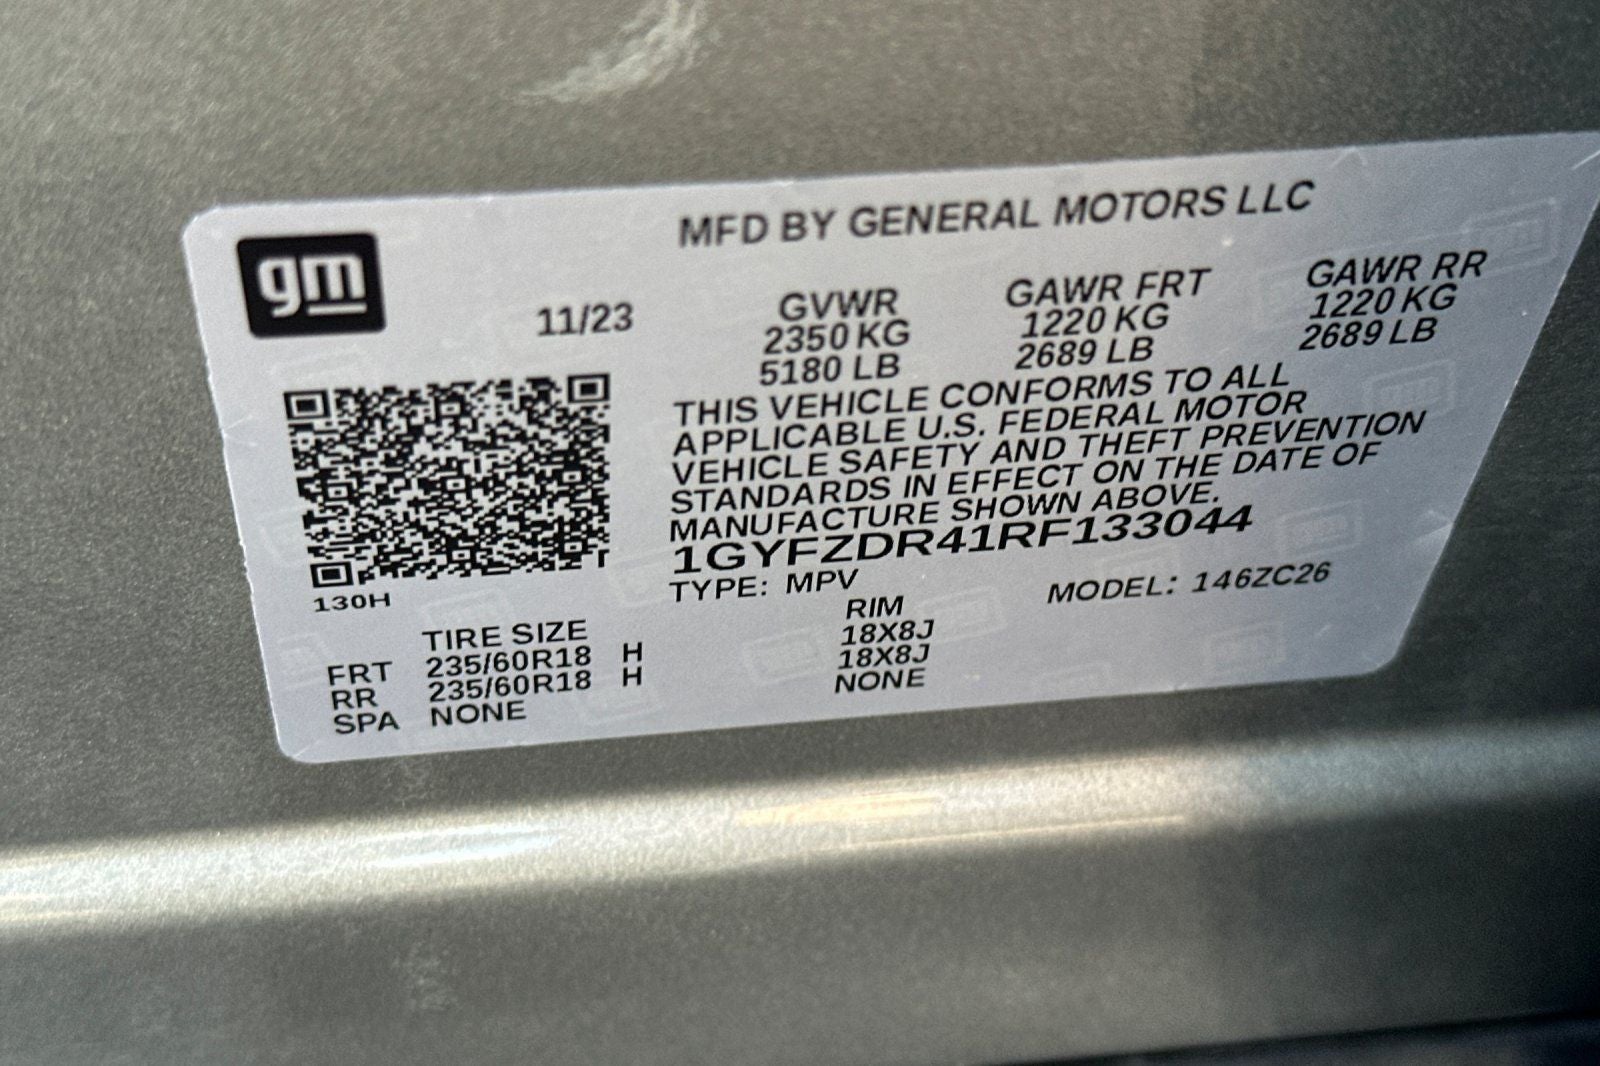 gm
MFD BY GENERAL MOTORS LLC
11/23
GVWR GAWR FRT GAWR RR
2350 KG 1220 KG 1220 KG
5180 LB 2689 LB 2689 LB
THIS VEHICLE CONFORMS TO ALL
APPLICABLE U.S. FEDERAL MOTOR
VEHICLE SAFETY AND THEFT PREVENTION
STANDARDS IN EFFECT ON THE DATE OF
MANUFACTURE SHOWN ABOVE.
1GYFZDR41RF133044
TYPE: MPV MODEL: 146ZC26
130H
TIRE SIZE RIM
FRT 235/60R18 H 18X8J
RR 235/60R18 H 18X8J
SPA NONE NONE